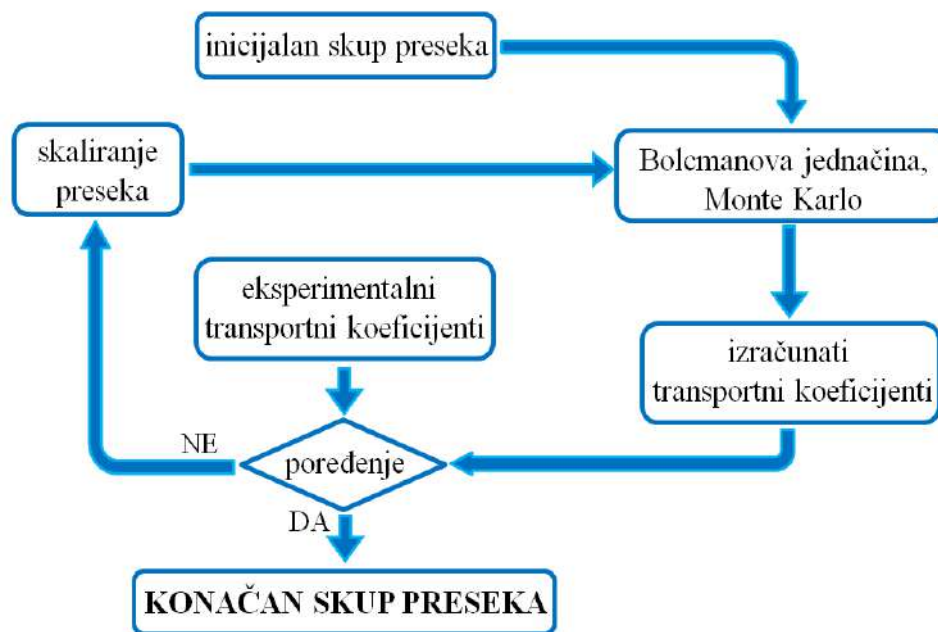 inicijalan skup preseka
skaliranje
preseka
Bolcmanova jednačina,
Monte Karlo
eksperimentalni
transportni koeficijenti
izračunati
transportni koeficijenti
NE
poređenje
DA
KONAČAN SKUP PRESEKA